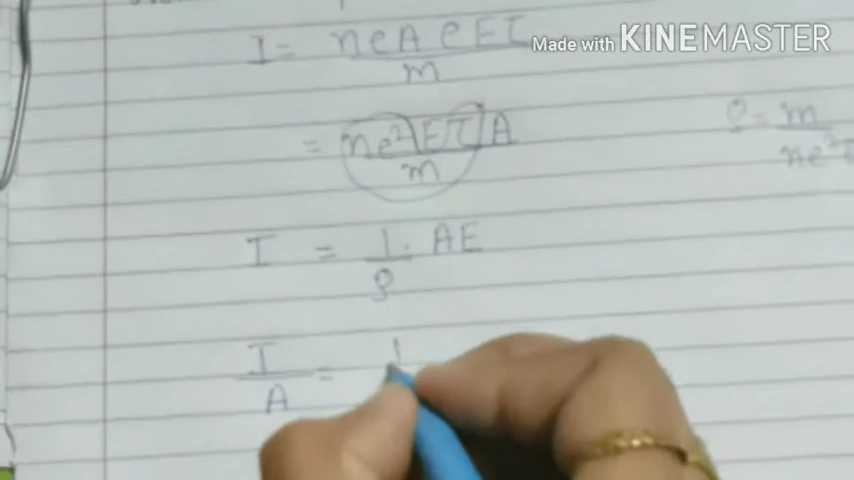 Made with KINEMASTER
I = neAeEτ/m
= ne²Eτ/m A
ρ = m/ne²τ
I = 1/ρ · AE
I/A = 1